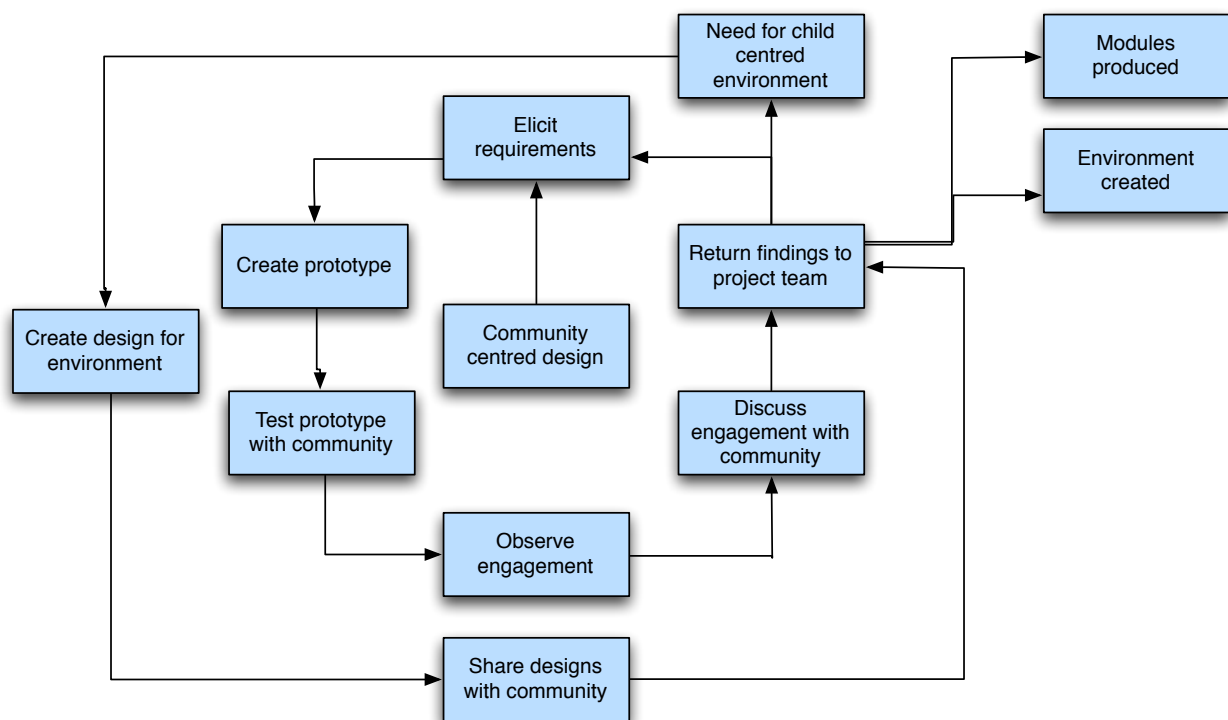 Need for child
centred
environment
Modules
produced
Elicit
requirements
Environment
created
Create prototype
Return findings to
project team
Create design for
environment
Community
centred design
Test prototype
with community
Discuss
engagement with
community
Observe
engagement
Share designs
with community